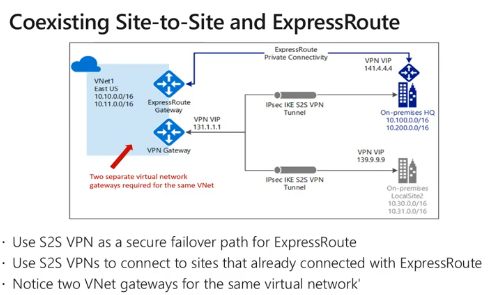 Coexisting Site-to-Site and ExpressRoute
ExpressRoute
Private Connectivity
VPN VIP
141.4.4.4
VNet1
East US
10.10.0.0/16
10.11.0.0/16
ExpressRoute
Gateway
IPsec IKE S2S VPN
Tunnel
On-premises HQ
10.100.0.0/16
10.200.0.0/16
VPN VIP
131.1.1.1
VPN Gateway
VPN VIP
139.9.9.9
Two separate virtual network
gateways required for the same VNet
IPsec IKE S2S VPN
Tunnel
On-premises
LocalSite2
10.30.0.0/16
10.31.0.0/16
· Use S2S VPN as a secure failover path for ExpressRoute
· Use S2S VPNs to connect to sites that already connected with ExpressRoute
· Notice two VNet gateways for the same virtual network'